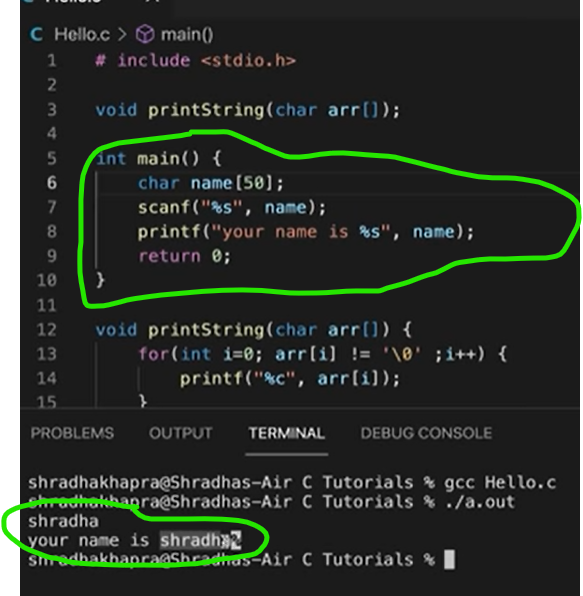 Hello.c
C Hello.c > main()
1 # include <stdio.h>
2
3 void printString(char arr[]);
4
5 int main() {
6 char name[50];
7 scanf("%s", name);
8 printf("your name is %s", name);
9 return 0;
10 }
11
12 void printString(char arr[]) {
13 for(int i=0; arr[i] != '\0' ;i++) {
14 printf("%c", arr[i]);
15 }
PROBLEMS OUTPUT TERMINAL DEBUG CONSOLE
shradhakhapra@Shradhas-Air C Tutorials % gcc Hello.c
shradhakhapra@Shradhas-Air C Tutorials % ./a.out
shradha
your name is shradha%
shradhakhapra@Shradhas-Air C Tutorials %